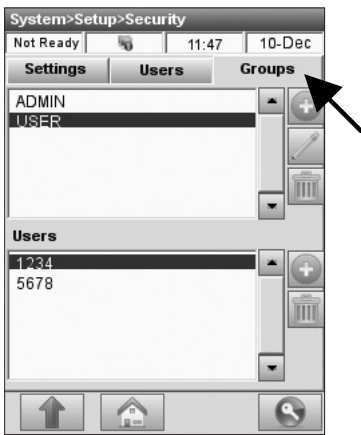 System>Setup>Security
Not Ready 11:47 10-Dec
Settings Users Groups
ADMIN
USER
Users
1234
5678